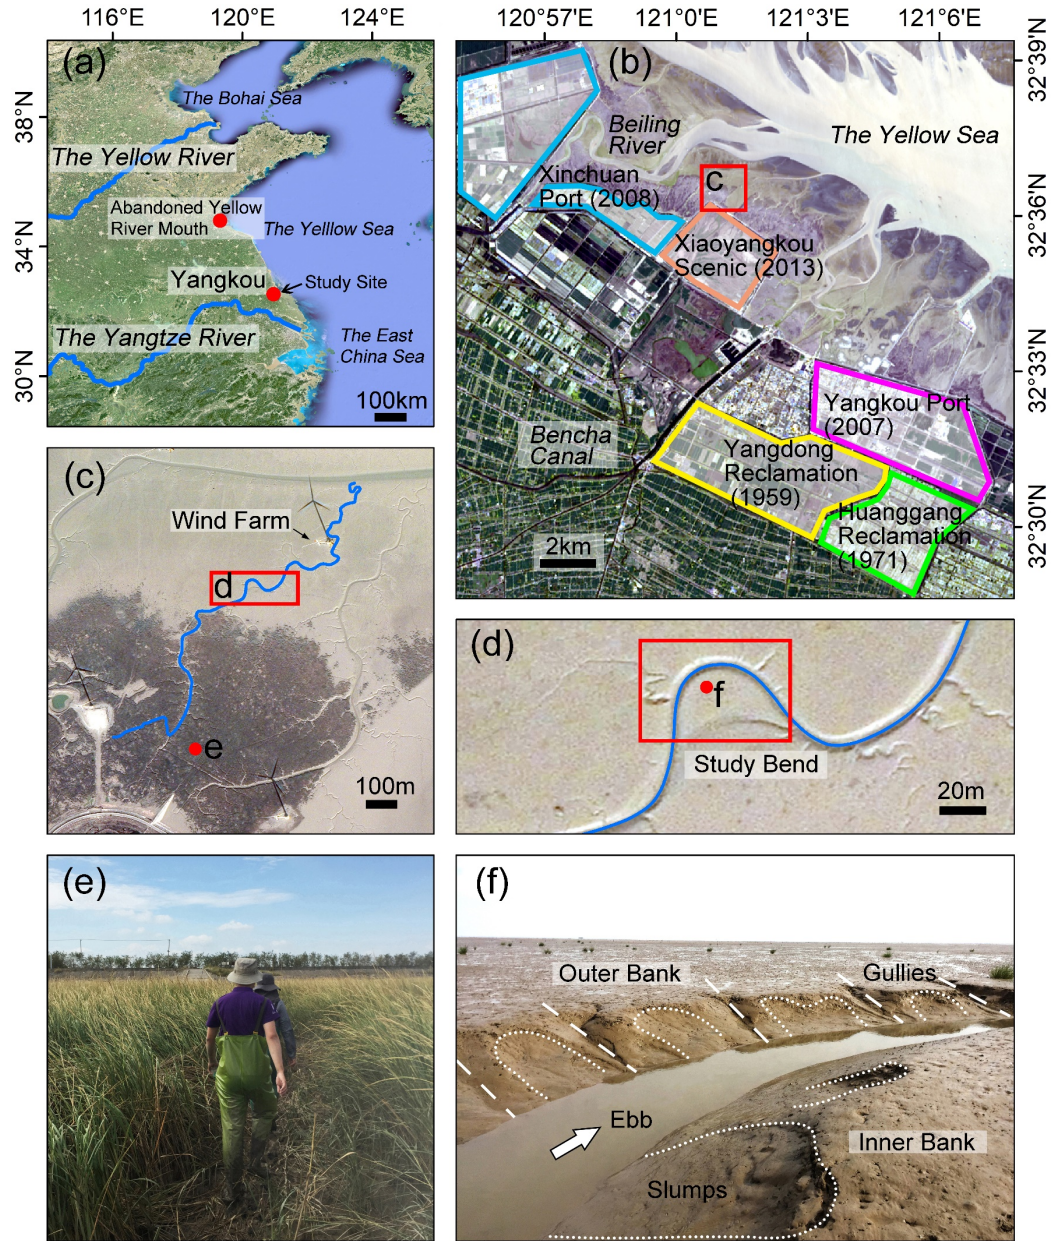 116°E
120°E
124°E
38°N
34°N
30°N
(a)
The Bohai Sea
The Yellow River
Abandoned Yellow
River Mouth
The Yelllow Sea
Yangkou
Study Site
The Yangtze River
The East
China Sea
100km
120°57'E
121°0'E
121°3'E
121°6'E
32°39'N
32°36'N
32°33'N
32°30'N
(b)
Beiling
River
The Yellow Sea
c
Xinchuan
Port (2008)
Xiaoyangkou
Scenic (2013)
Yangkou Port
(2007)
Bencha
Canal
Yangdong
Reclamation
(1959)
Huanggang
Reclamation
(1971)
2km
(c)
Wind Farm
d
e
100m
(d)
f
Study Bend
20m
(e)
(f)
Outer Bank
Gullies
Ebb
Inner Bank
Slumps